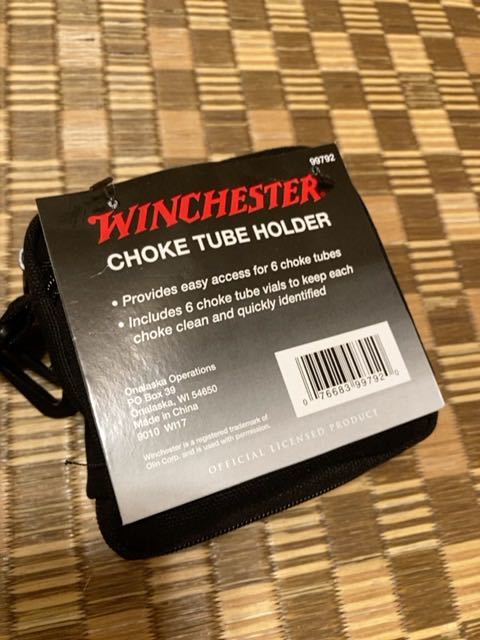 99792
WINCHESTER
CHOKE TUBE HOLDER
• Provides easy access for 6 choke tubes
• Includes 6 choke tube vials to keep each
choke clean and quickly identified
Onalaska Operations
PO Box 39
Onalaska, WI 54650
Made in China
9010 WI17
Winchester is a registered trademark of
Olin Corp. and is used with permission.
0 76683 99792 0
OFFICIAL LICENSED PRODUCT